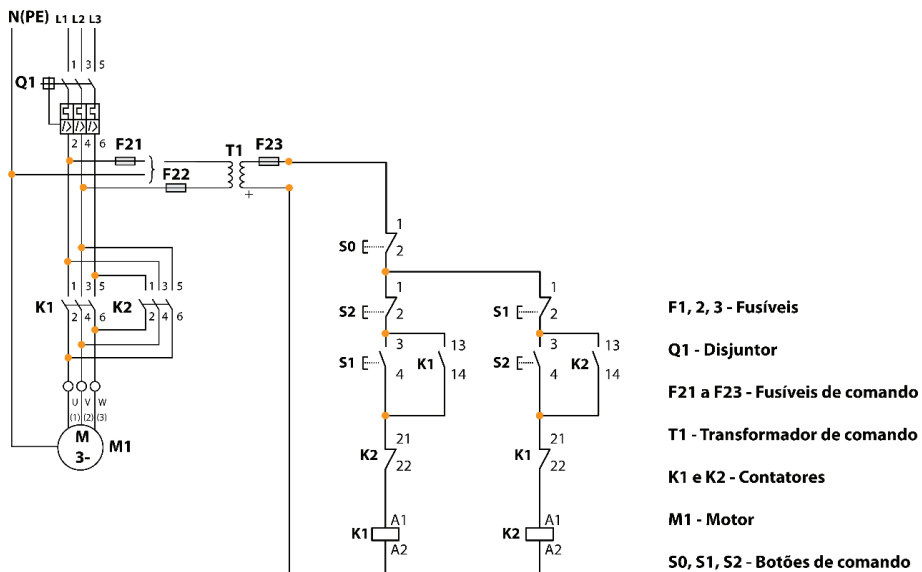 N(PE) L1 L2 L3
1 3 5
Q1
2 4 6
F21
T1
F23
F22
+
1
S0
2
1 3 5
1 3 5
K1
K2
2 4 6
2 4 6
1
S2
2
1
S1
2
3
13
S1
K1
4
14
3
13
S2
K2
4
14
U V W
(1) (2) (3)
M
3-
M1
21
K2
22
21
K1
22
A1
K1
A2
A1
K2
A2
F1, 2, 3 - Fusíveis
Q1 - Disjuntor
F21 a F23 - Fusíveis de comando
T1 - Transformador de comando
K1 e K2 - Contatores
M1 - Motor
S0, S1, S2 - Botões de comando